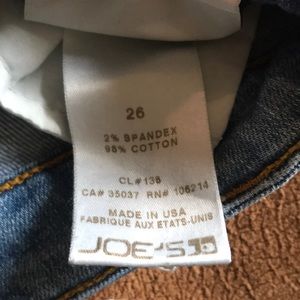 26
2% SPANDEX
98% COTTON
CL#138
CA# 35037 RN# 106214
MADE IN USA
FABRIQUE AUX ETATS-UNIS
JOE'S